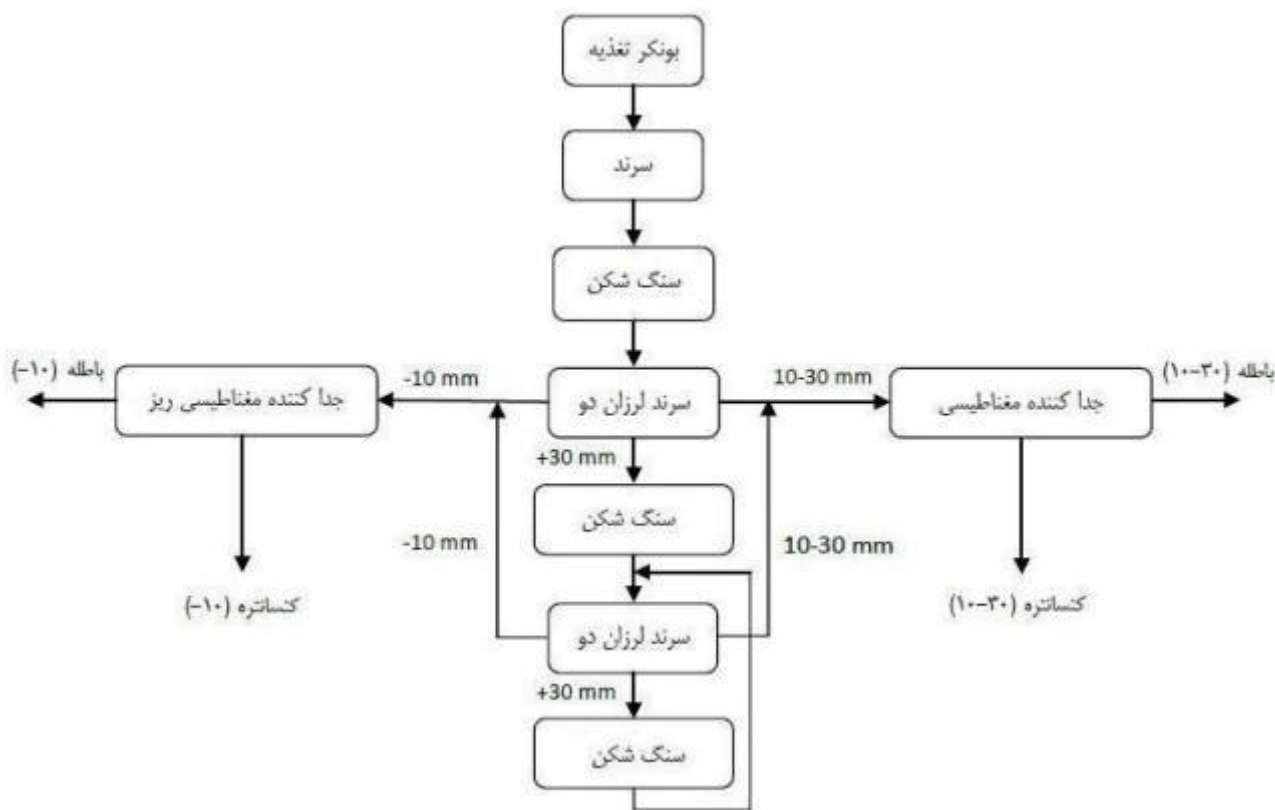 بونکر تغذیه
سرند
سنگ شکن
باطله (۱۰–)
جدا کننده مغناطیسی ریز
-10 mm
سرند لرزان دو
10-30 mm
جدا کننده مغناطیسی
باطله (۳۰–۱۰)
+30 mm
سنگ شکن
-10 mm
10-30 mm
کنسانتره (۱۰–)
سرند لرزان دو
کنسانتره (۳۰–۱۰)
+30 mm
سنگ شکن